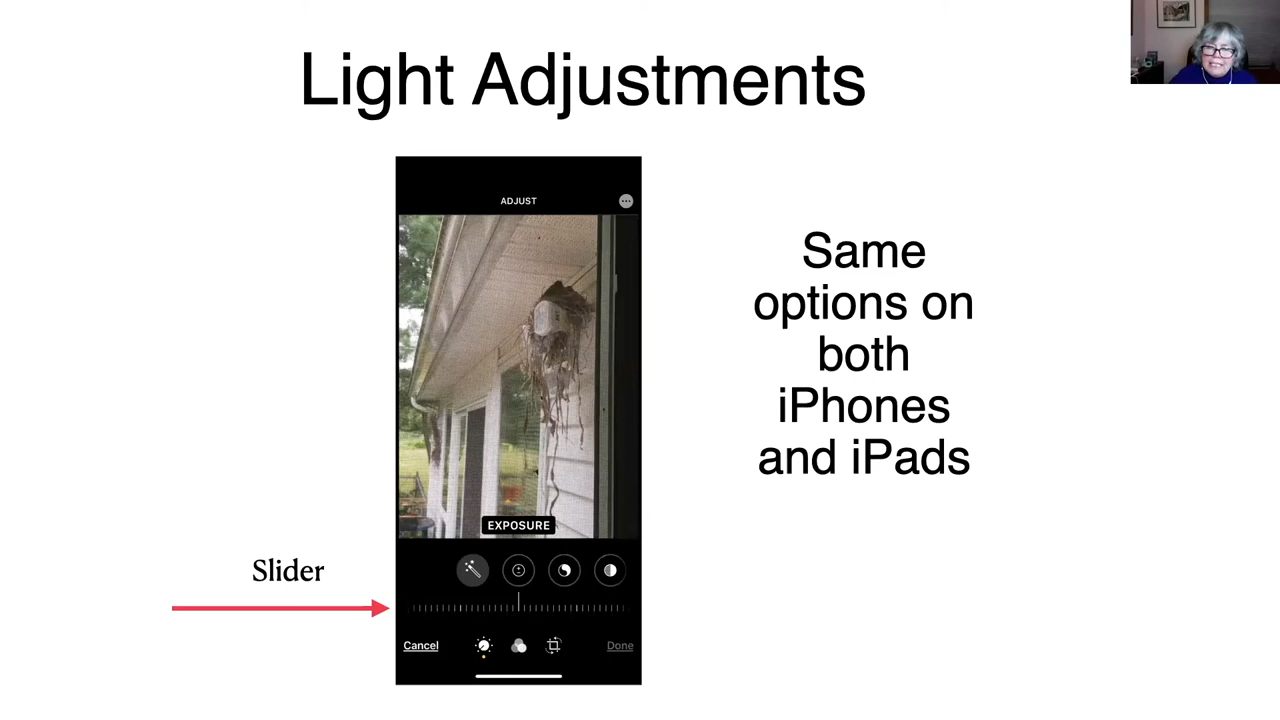 Light Adjustments
ADJUST
Same
options on
both
iPhones
and iPads
EXPOSURE
Slider
Cancel
Done